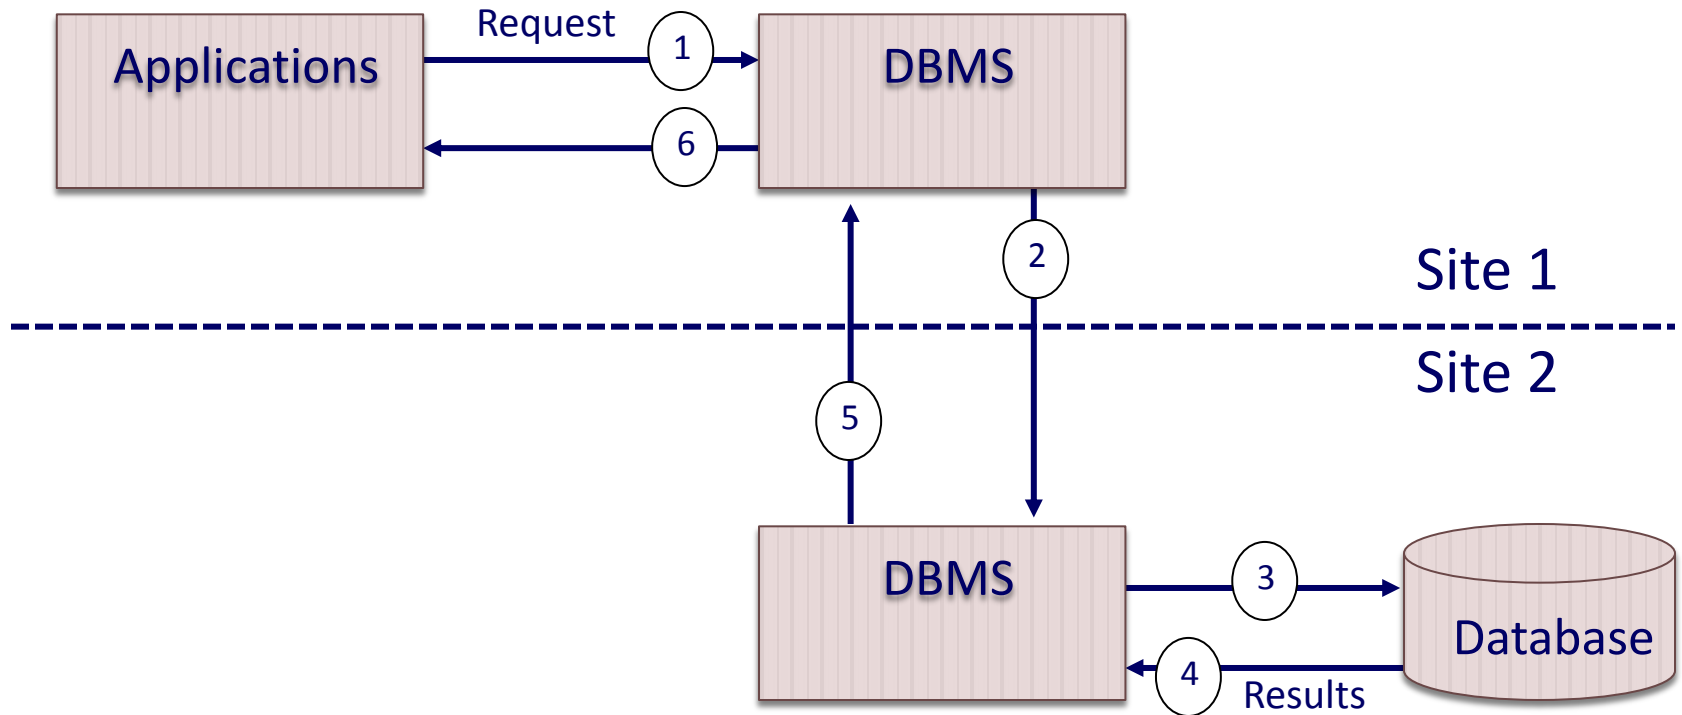 Request
Applications
1
DBMS
6
2
Site 1
Site 2
5
DBMS
3
Database
4
Results